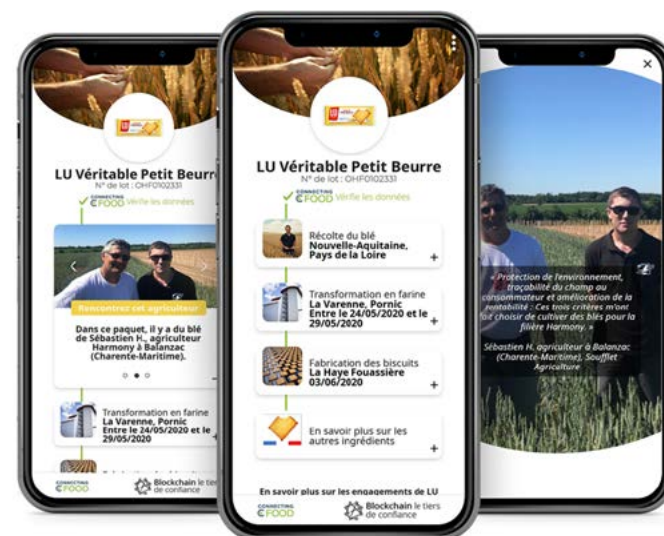 LU Véritable Petit Beurre
N° de lot : OHF0102331
CONNECTING
FOOD Vérifie les données
Rencontrez cet agriculteur
Dans ce paquet, il y a du blé
de Sébastien H., agriculteur
Harmony à Balanzac
(Charente-Maritime).
Transformation en farine
La Varenne, Pornic
Entre le 24/05/2020 et le
29/05/2020
CONNECTING
FOOD
Blockchain le tiers
de confiance
LU Véritable Petit Beurre
N° de lot : OHF0102331
CONNECTING
FOOD Vérifie les données
Récolte du blé
Nouvelle-Aquitaine,
Pays de la Loire
+
Transformation en farine
La Varenne, Pornic
Entre le 24/05/2020 et le
29/05/2020
+
Fabrication des biscuits
La Haye Fouassière
03/06/2020
+
En savoir plus sur les
autres ingrédients
+
En savoir plus sur les engagements de LU
CONNECTING
FOOD
Blockchain le tiers
de confiance
« Protection de l'environnement,
traçabilité du champ au
consommateur et amélioration de la
rentabilité : Ces trois critères m'ont
fait choisir de cultiver des blés pour la
filière Harmony. »
Sébastien H. agriculteur à Balanzac
(Charente-Maritime), Soufflet
Agriculture